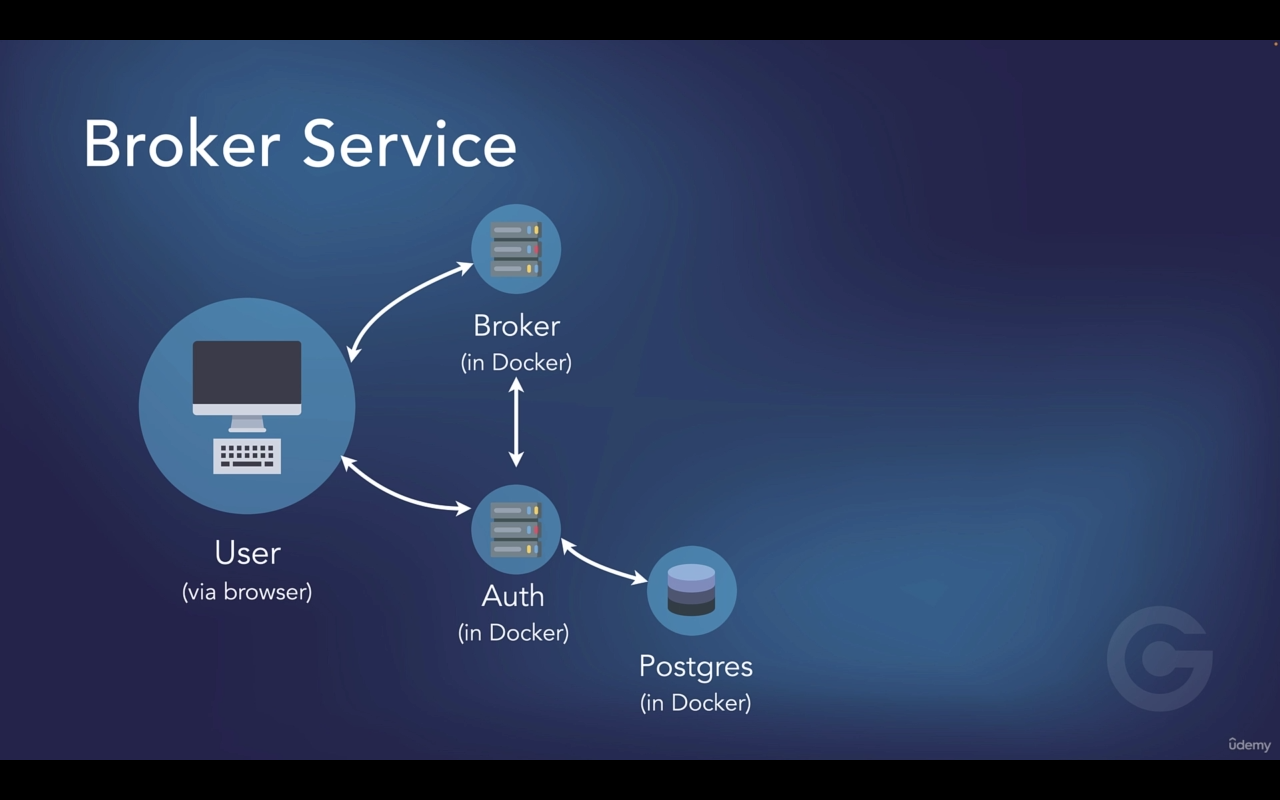 Broker Service
Broker
(in Docker)
User
(via browser)
Auth
(in Docker)
Postgres
(in Docker)
ûdemy